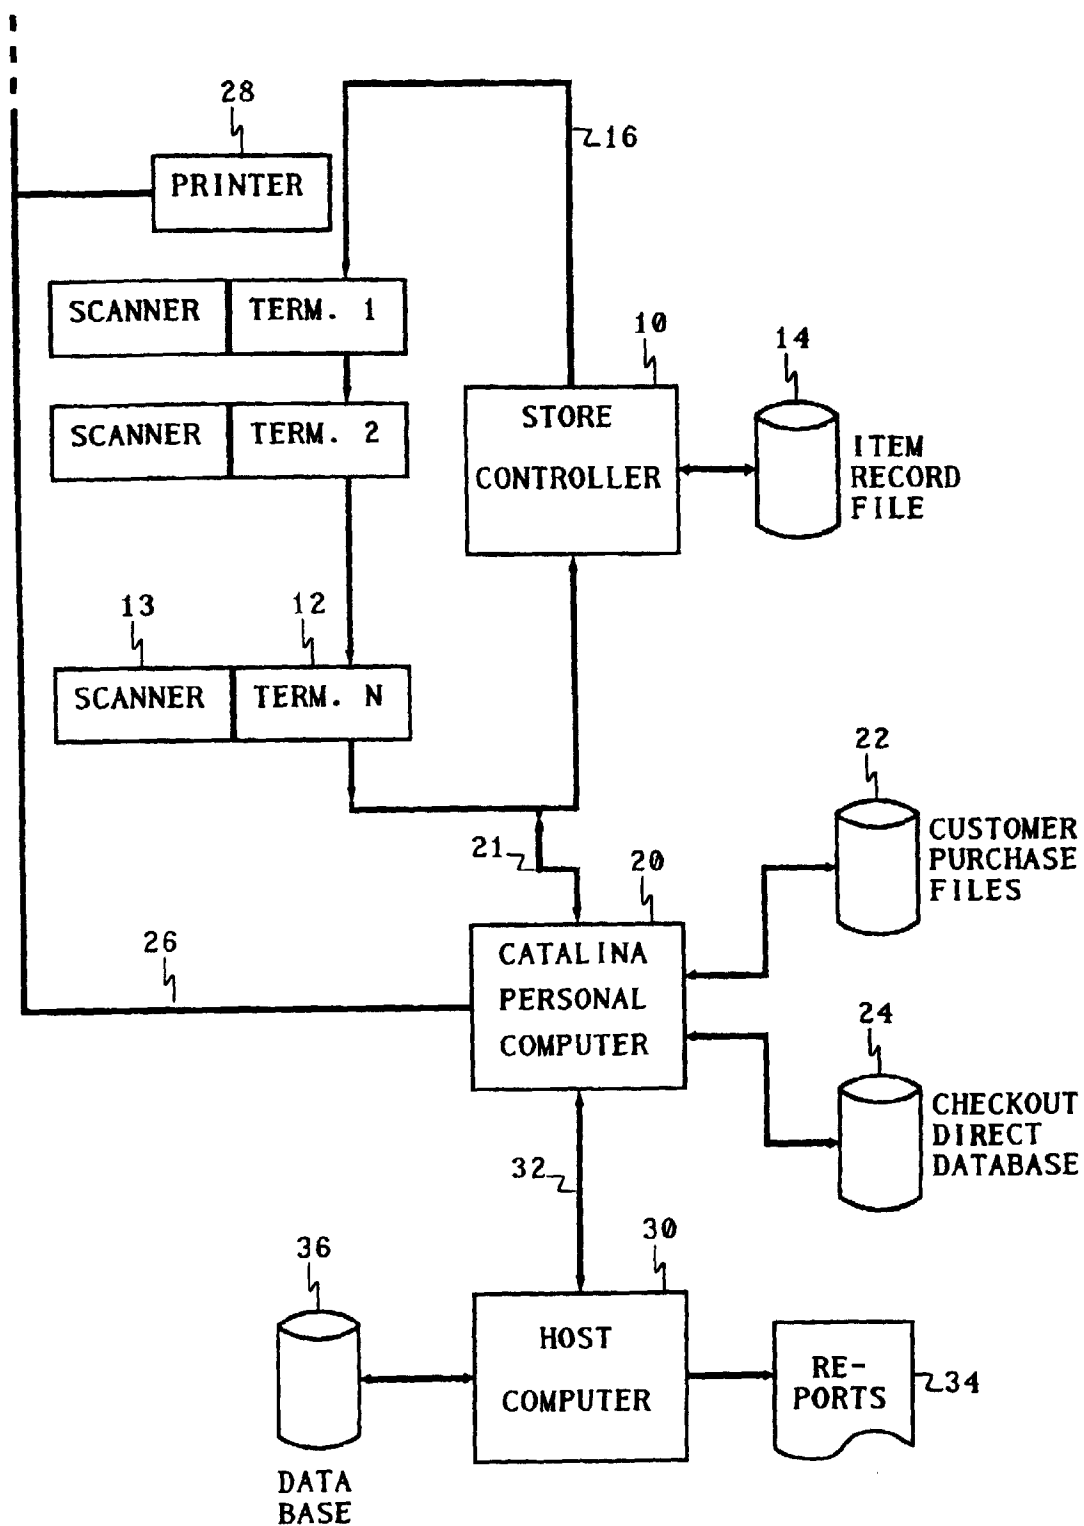 28
16
PRINTER
SCANNER
TERM. 1
10
14
SCANNER
TERM. 2
STORE
CONTROLLER
ITEM
RECORD
FILE
13
12
SCANNER
TERM. N
22
CUSTOMER
PURCHASE
FILES
21
20
26
CATALINA
PERSONAL
COMPUTER
24
CHECKOUT
DIRECT
DATABASE
32
30
36
HOST
COMPUTER
RE-
PORTS
34
DATA
BASE